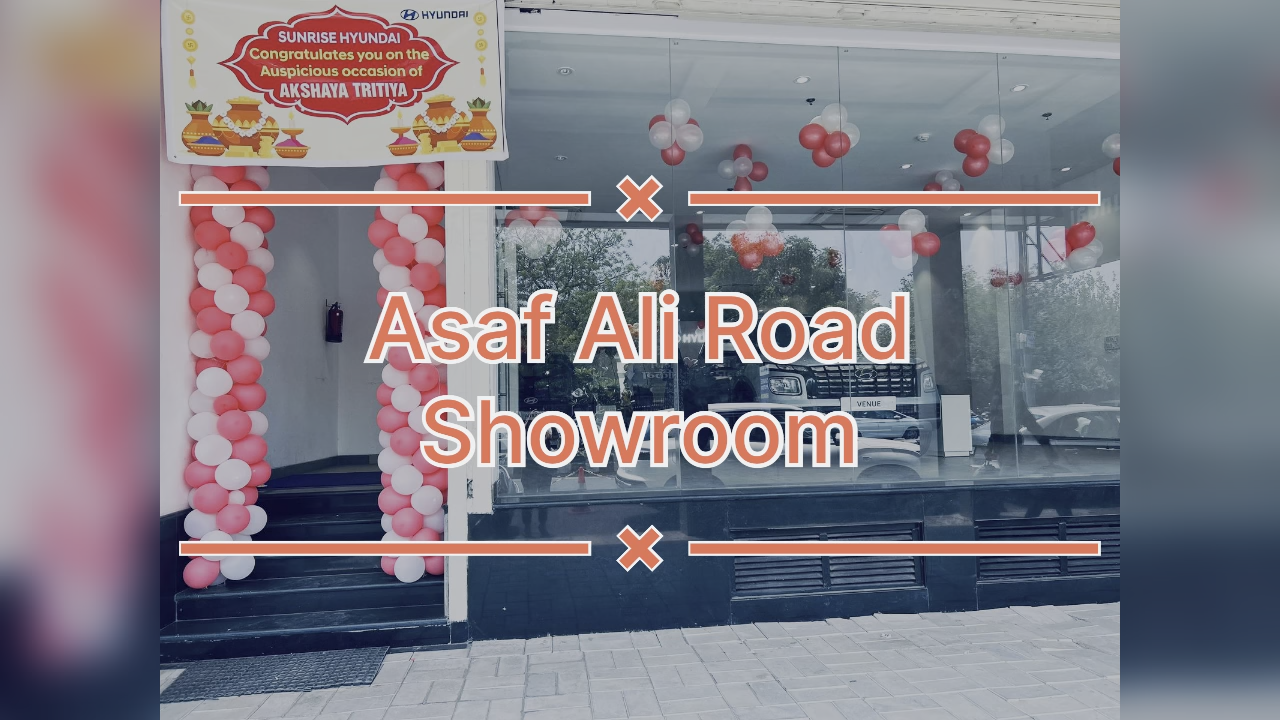 HYUNDAI
SUNRISE HYUNDAI
Congratulates you on the
Auspicious occasion of
AKSHAYA TRITIYA
Asaf Ali Road
Showroom
VENUE